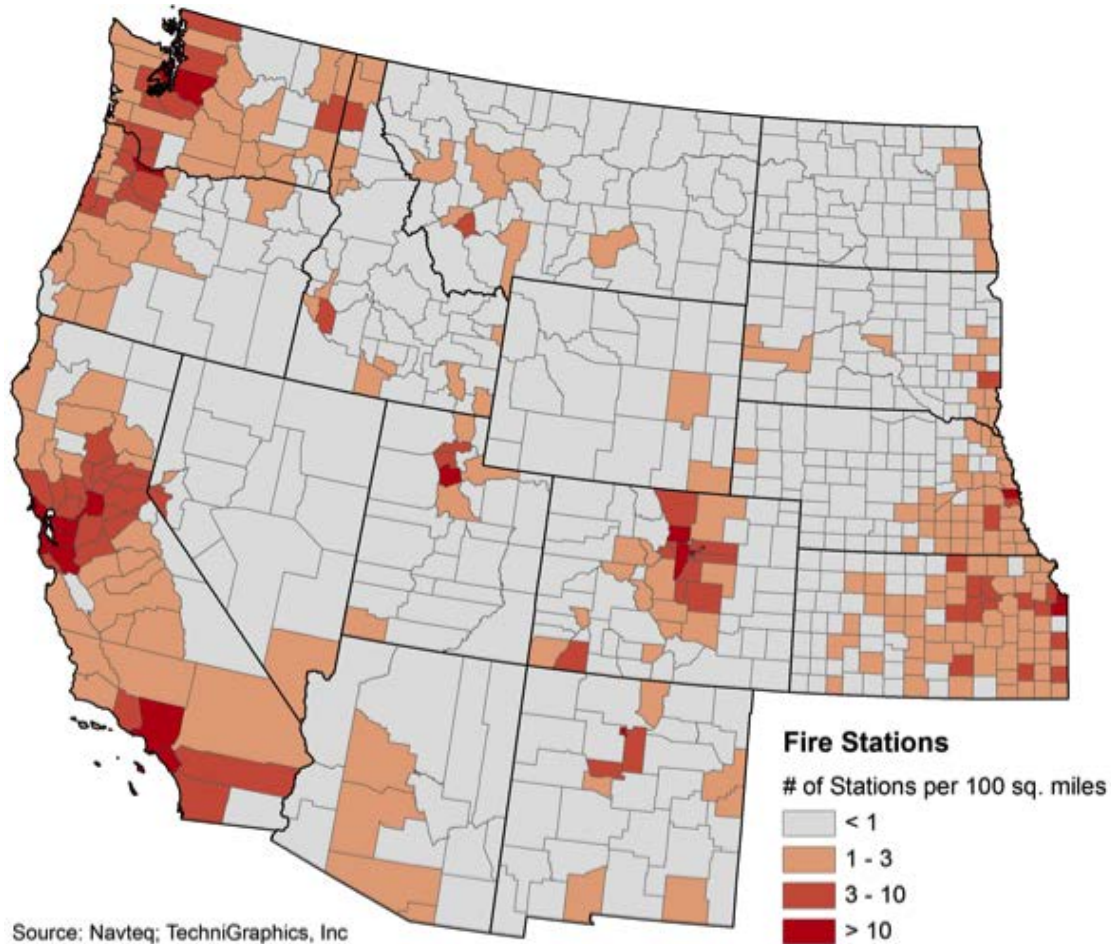 Fire Stations
# of Stations per 100 sq. miles
< 1
1 - 3
3 - 10
> 10
Source: Navteq; TechniGraphics, Inc